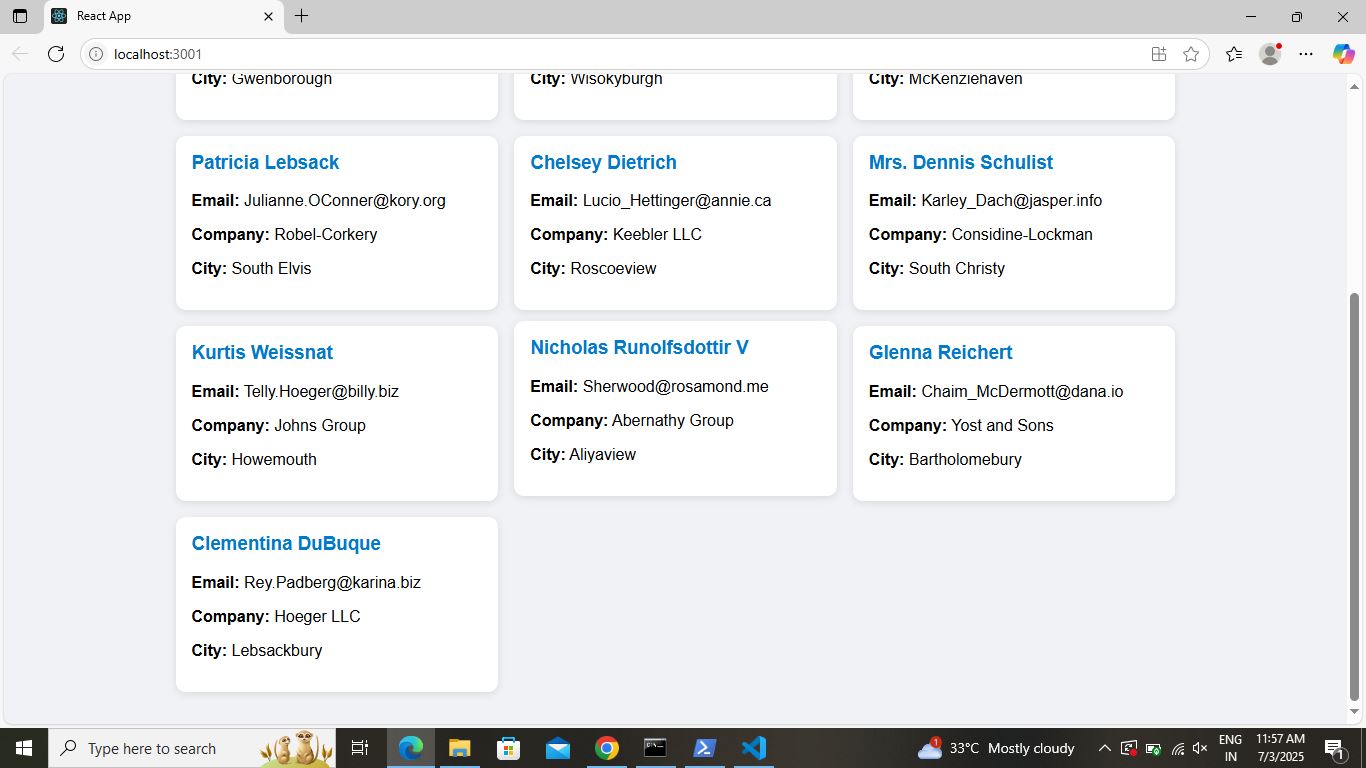 React App
localhost:3001
City: Gwenborough
City: Wisokyburgh
City: McKenziehaven
Patricia Lebsack
Email: Julianne.OConner@kory.org
Company: Robel-Corkery
City: South Elvis
Chelsey Dietrich
Email: Lucio_Hettinger@annie.ca
Company: Keebler LLC
City: Roscoeview
Mrs. Dennis Schulist
Email: Karley_Dach@jasper.info
Company: Considine-Lockman
City: South Christy
Kurtis Weissnat
Email: Telly.Hoeger@billy.biz
Company: Johns Group
City: Howemouth
Nicholas Runolfsdottir V
Email: Sherwood@rosamond.me
Company: Abernathy Group
City: Aliyaview
Glenna Reichert
Email: Chaim_McDermott@dana.io
Company: Yost and Sons
City: Bartholomebury
Clementina DuBuque
Email: Rey.Padberg@karina.biz
Company: Hoeger LLC
City: Lebsackbury
Type here to search
1
33°C Mostly cloudy
ENG
IN
11:57 AM
7/3/2025
1